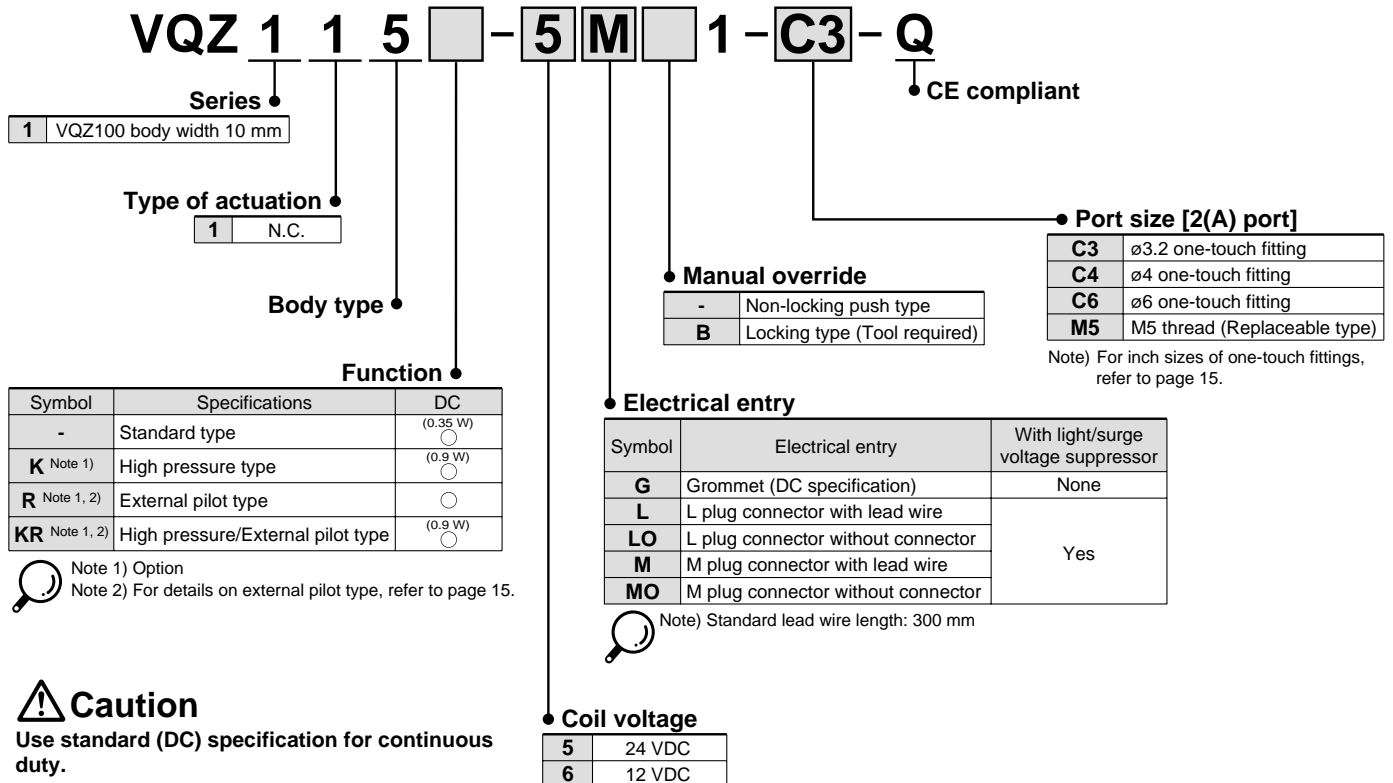 VQZ 1 1 5 - 5 M 1 - C3 - Q
CE compliant
Series
1 VQZ100 body width 10 mm
Type of actuation
1 N.C.
Body type
Function
Symbol Specifications DC
- Standard type (0.35 W) ○
K Note 1) High pressure type (0.9 W) ○
R Note 1, 2) External pilot type ○
KR Note 1, 2) High pressure/External pilot type (0.9 W) ○
Note 1) Option
Note 2) For details on external pilot type, refer to page 15.
Caution
Use standard (DC) specification for continuous
duty.
Coil voltage
5 24 VDC
6 12 VDC
Electrical entry
Symbol Electrical entry With light/surge
voltage suppressor
G Grommet (DC specification) None
L L plug connector with lead wire
LO L plug connector without connector
Yes
M M plug connector with lead wire
MO M plug connector without connector
Note) Standard lead wire length: 300 mm
Manual override
- Non-locking push type
B Locking type (Tool required)
Port size [2(A) port]
C3 ø3.2 one-touch fitting
C4 ø4 one-touch fitting
C6 ø6 one-touch fitting
M5 M5 thread (Replaceable type)
Note) For inch sizes of one-touch fittings,
refer to page 15.